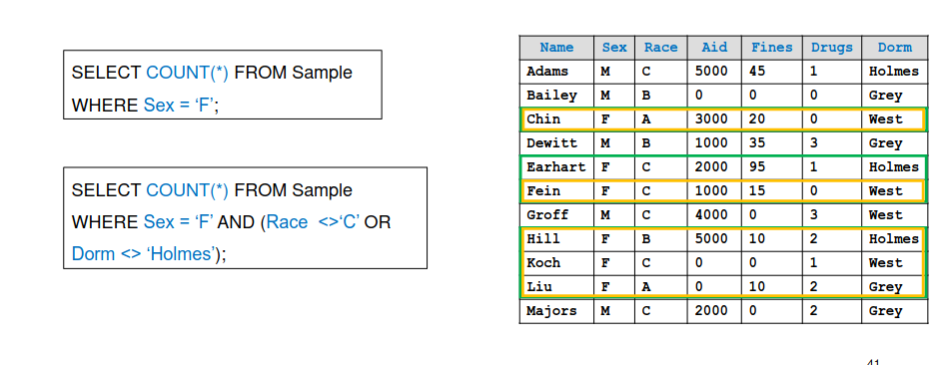 SELECT COUNT(*) FROM Sample
WHERE Sex = ‘F’;
SELECT COUNT(*) FROM Sample
WHERE Sex = ‘F’ AND (Race <>‘C’ OR
Dorm <> ‘Holmes’);
Name Sex Race Aid Fines Drugs Dorm
Adams M C 5000 45 1 Holmes
Bailey M B 0 0 0 Grey
Chin F A 3000 20 0 West
Dewitt M B 1000 35 3 Grey
Earhart F C 2000 95 1 Holmes
Fein F C 1000 15 0 West
Groff M C 4000 0 3 West
Hill F B 5000 10 2 Holmes
Koch F C 0 0 1 West
Liu F A 0 10 2 Grey
Majors M C 2000 0 2 Grey
41